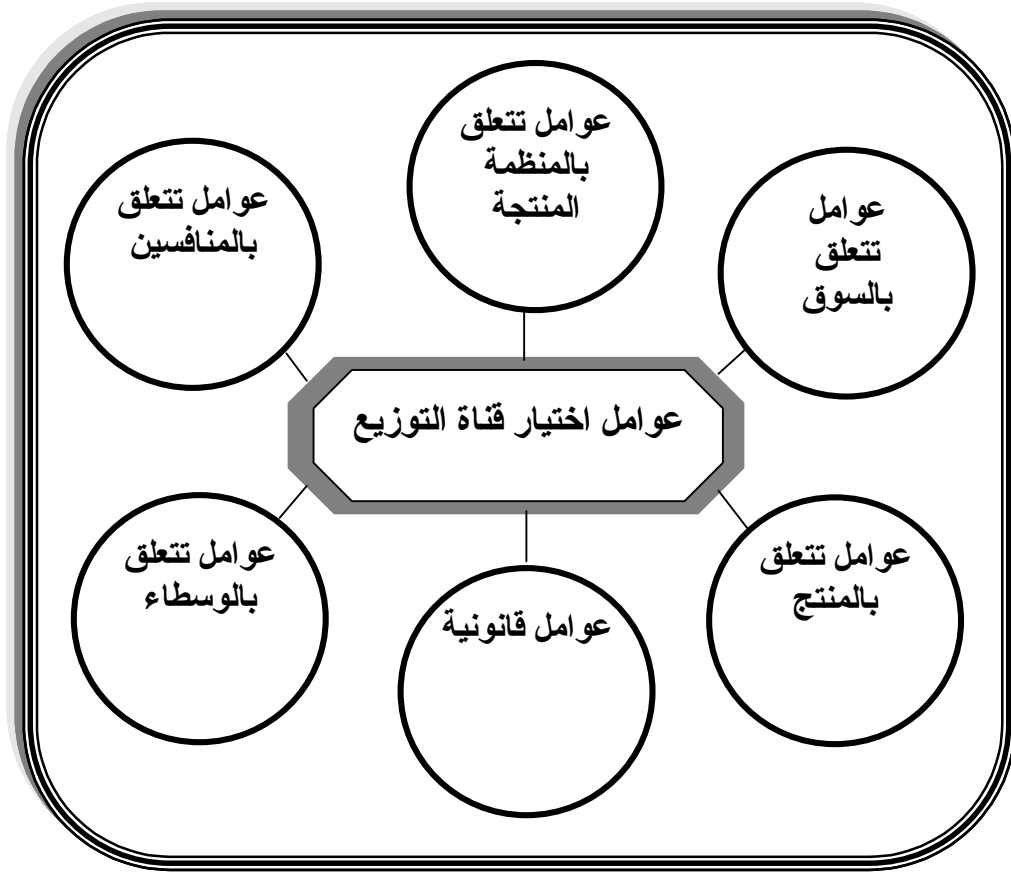 عوامل تتعلق
بالمنظمة
المنتجة
عوامل
تتعلق
بالسوق
عوامل تتعلق
بالمنافسين
عوامل اختيار قناة التوزيع
عوامل تتعلق
بالمنتج
عوامل قانونية
عوامل تتعلق
بالوسطاء